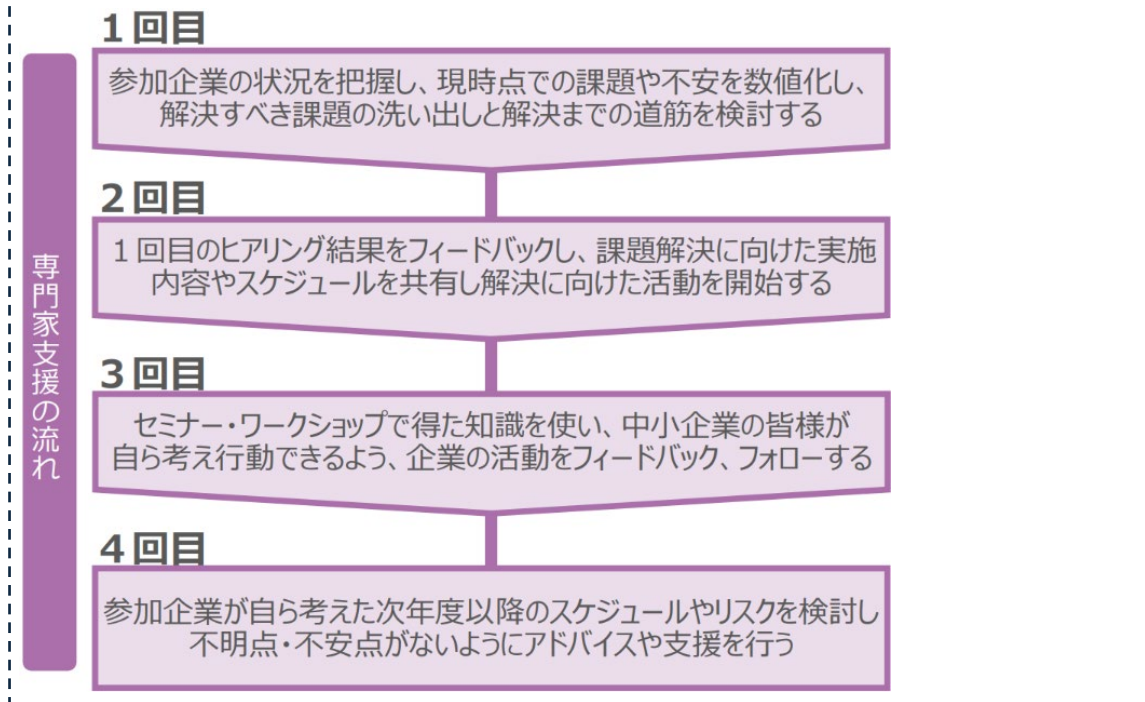 専門家支援の流れ
1回目
参加企業の状況を把握し、現時点での課題や不安を数値化し、
解決すべき課題の洗い出しと解決までの道筋を検討する
2回目
1回目のヒアリング結果をフィードバックし、課題解決に向けた実施
内容やスケジュールを共有し解決に向けた活動を開始する
3回目
セミナー・ワークショップで得た知識を使い、中小企業の皆様が
自ら考え行動できるよう、企業の活動をフィードバック、フォローする
4回目
参加企業が自ら考えた次年度以降のスケジュールやリスクを検討し
不明点・不安点がないようにアドバイスや支援を行う